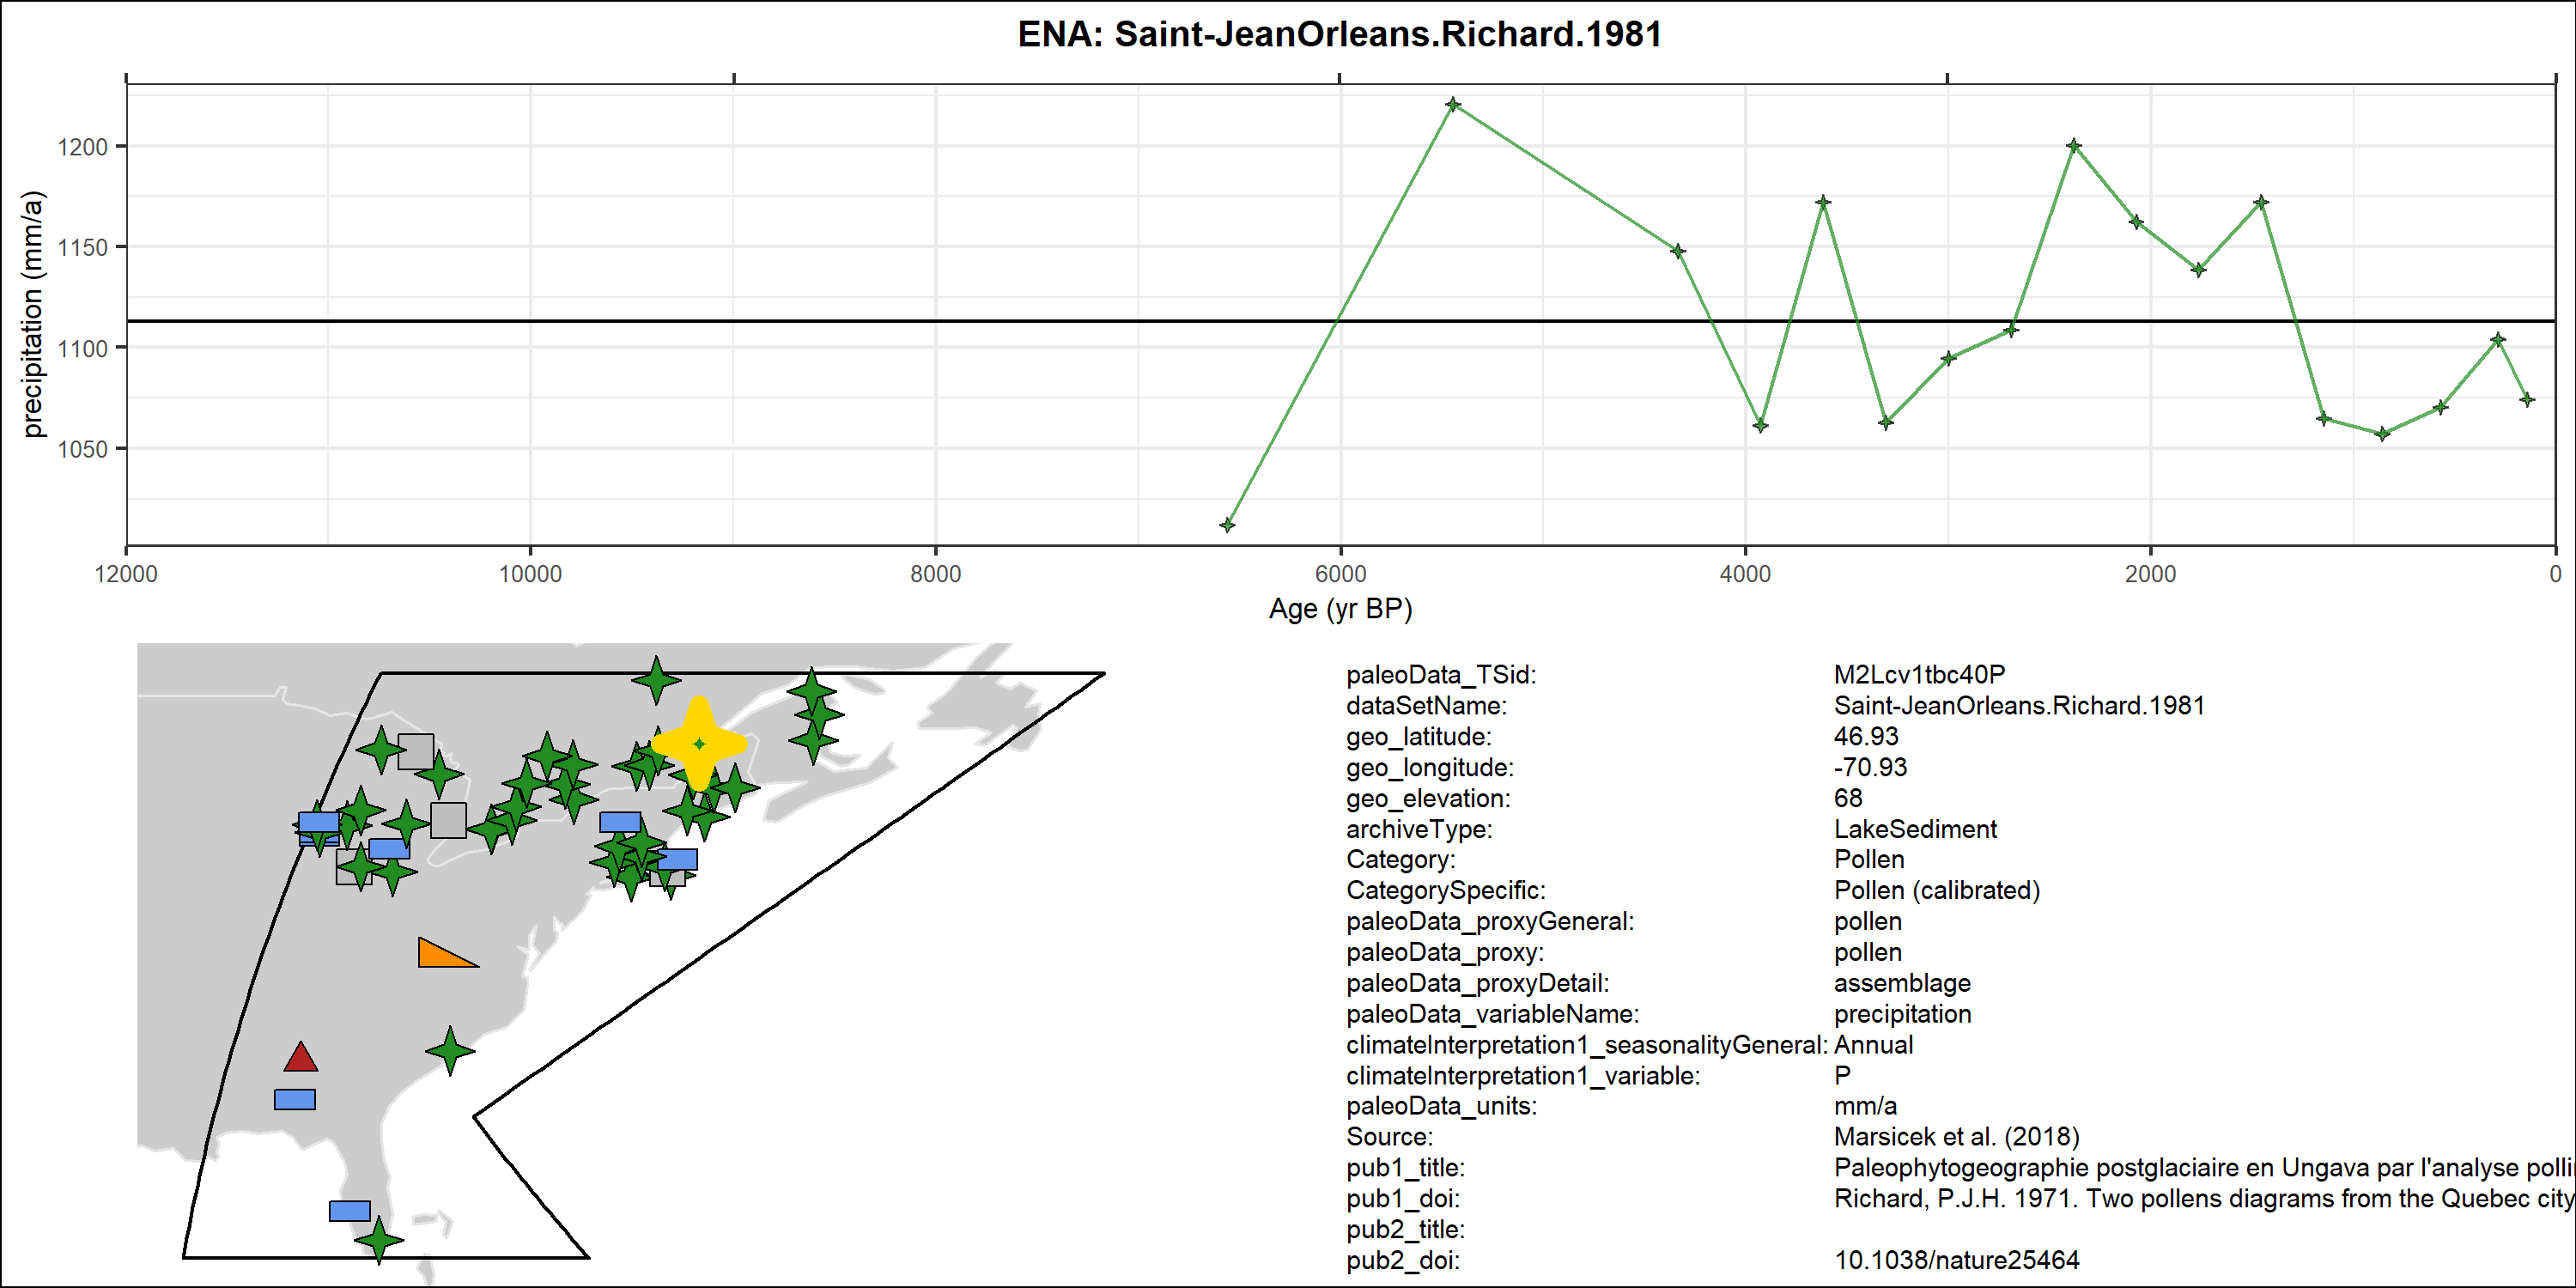 ENA: Saint-JeanOrleans.Richard.1981
precipitation (mm/a)
1200
1150
1100
1050
12000 10000 8000 6000 4000 2000 0
Age (yr BP)
paleoData_TSid: M2Lcv1tbc40P
dataSetName: Saint-JeanOrleans.Richard.1981
geo_latitude: 46.93
geo_longitude: -70.93
geo_elevation: 68
archiveType: LakeSediment
Category: Pollen
CategorySpecific: Pollen (calibrated)
paleoData_proxyGeneral: pollen
paleoData_proxy: pollen
paleoData_proxyDetail: assemblage
paleoData_variableName: precipitation
climateInterpretation1_seasonalityGeneral: Annual
climateInterpretation1_variable: P
paleoData_units: mm/a
Source: Marsicek et al. (2018)
pub1_title: Paleophytogeographie postglaciaire en Ungava par l'analyse polli
pub1_doi: Richard, P.J.H. 1971. Two pollens diagrams from the Quebec city
pub2_title:
pub2_doi: 10.1038/nature25464